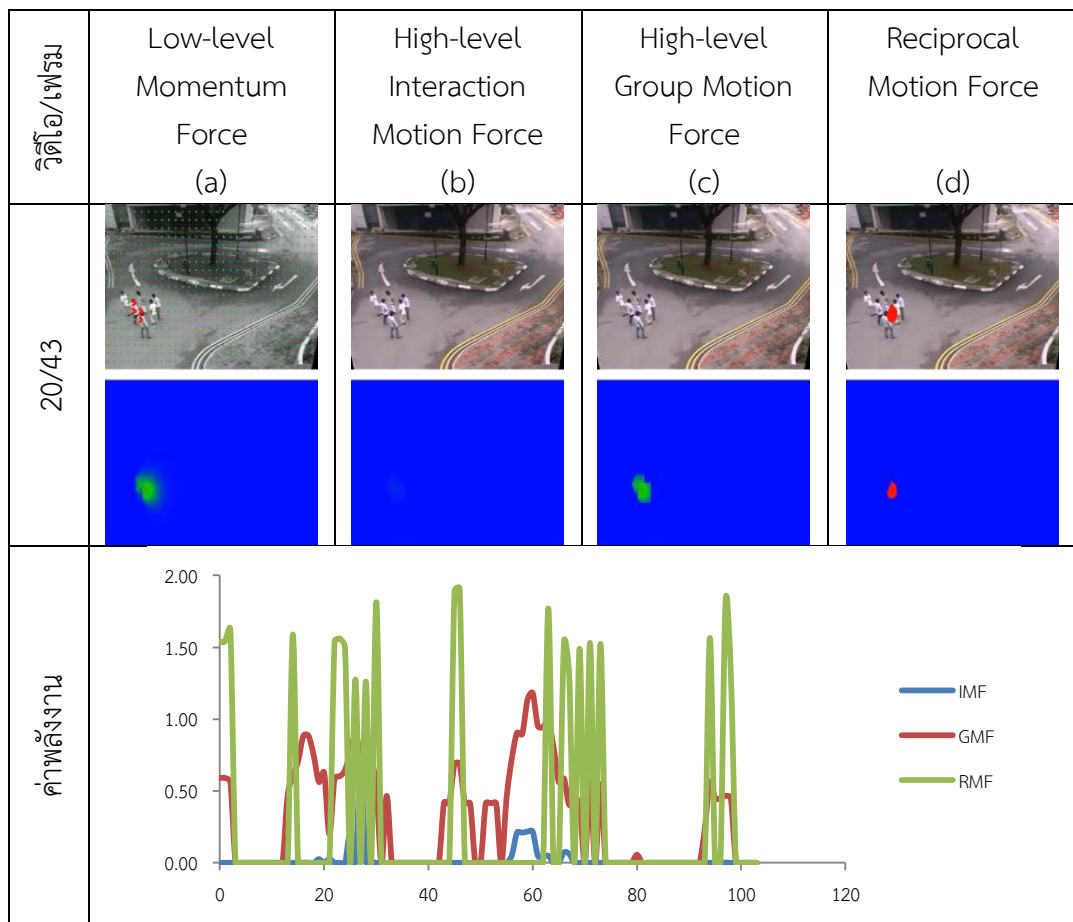 วิดีโอ/เฟรม
Low-level
Momentum
Force
(a)
High-level
Interaction
Motion Force
(b)
High-level
Group Motion
Force
(c)
Reciprocal
Motion Force
(d)
20/43
ค่าพลังงาน
2.00
1.50
1.00
0.50
0.00
0
20
40
60
80
100
120
IMF
GMF
RMF